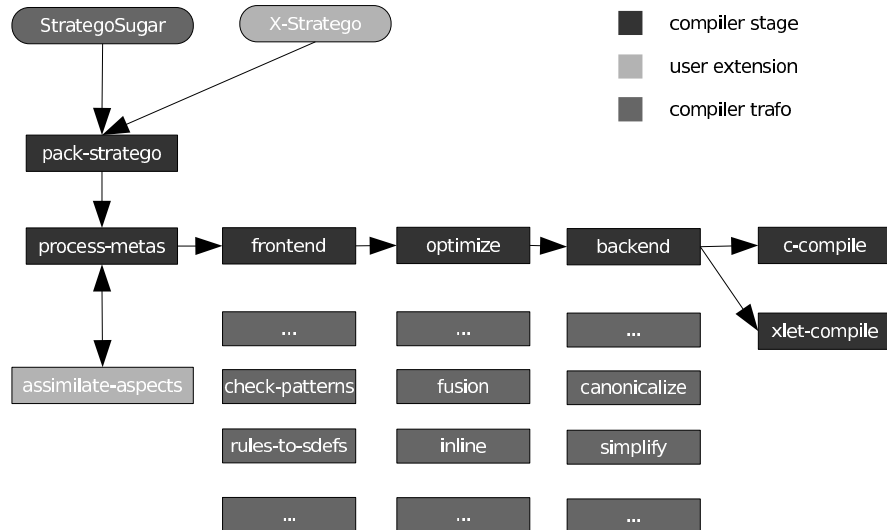 StrategoSugar
X-Stratego
compiler stage
user extension
compiler trafo
pack-stratego
process-metas
frontend
optimize
backend
c-compile
xlet-compile
...
...
...
assimilate-aspects
check-patterns
fusion
canonicalize
rules-to-sdefs
inline
simplify
...
...
...